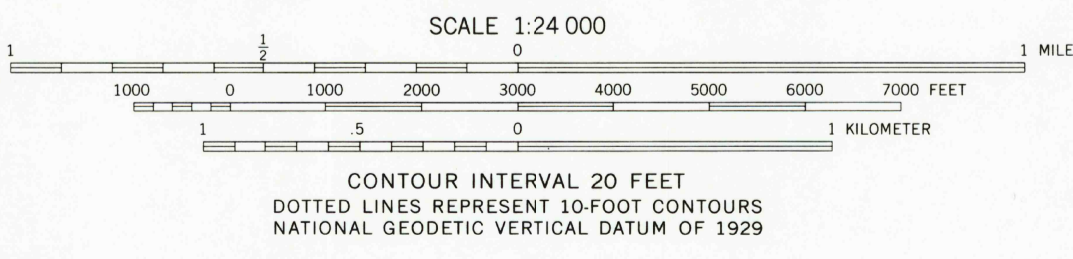 SCALE 1:24 000
1 1/2 0 1 MILE
1000 0 1000 2000 3000 4000 5000 6000 7000 FEET
1 .5 0 1 KILOMETER
CONTOUR INTERVAL 20 FEET
DOTTED LINES REPRESENT 10-FOOT CONTOURS
NATIONAL GEODETIC VERTICAL DATUM OF 1929